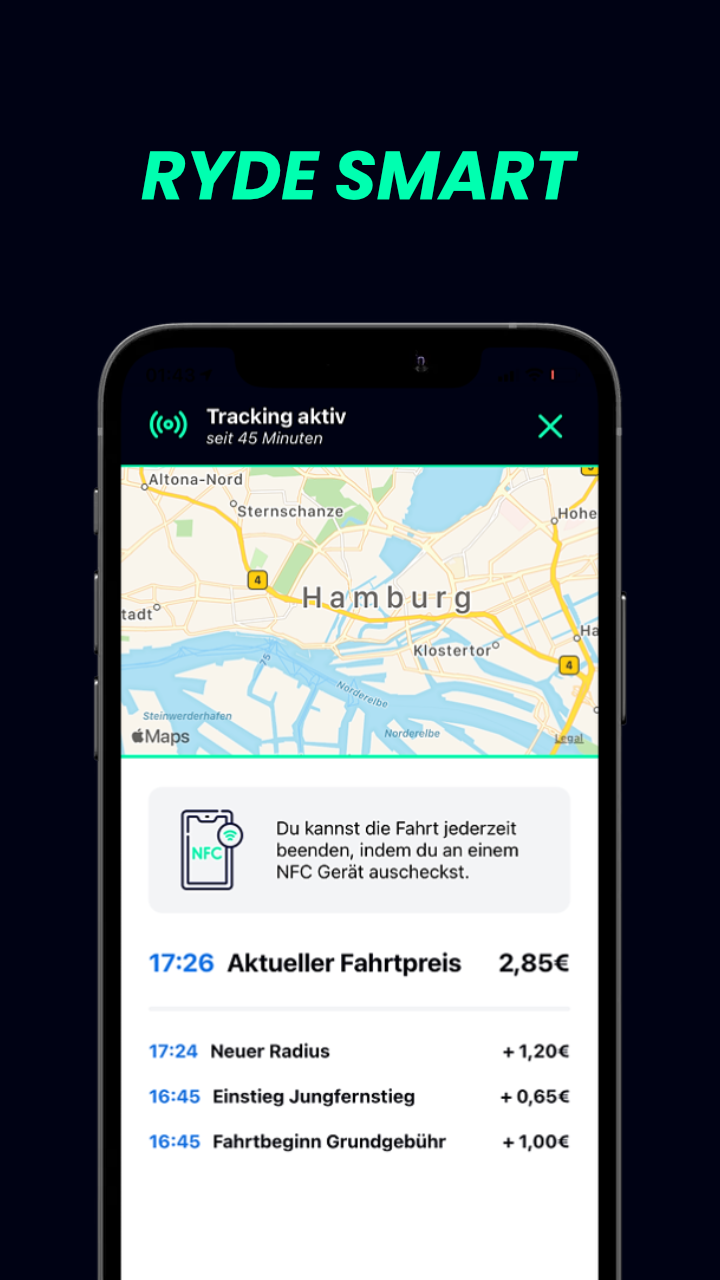 RYDE SMART
Tracking aktiv
seit 45 Minuten
Altona-Nord
Sternschanze
Hohe
4
Hamburg
tadt
Ha
Klostertor
4
75
Norderelbe
Steinwerderhafen
Norderelbe
Maps
Legal
NFC
Du kannst die Fahrt jederzeit
beenden, indem du an einem
NFC Gerät auscheckst.
17:26 Aktueller Fahrtpreis 2,85€
17:24 Neuer Radius + 1,20€
16:45 Einstieg Jungfernstieg + 0,65€
16:45 Fahrtbeginn Grundgebühr + 1,00€